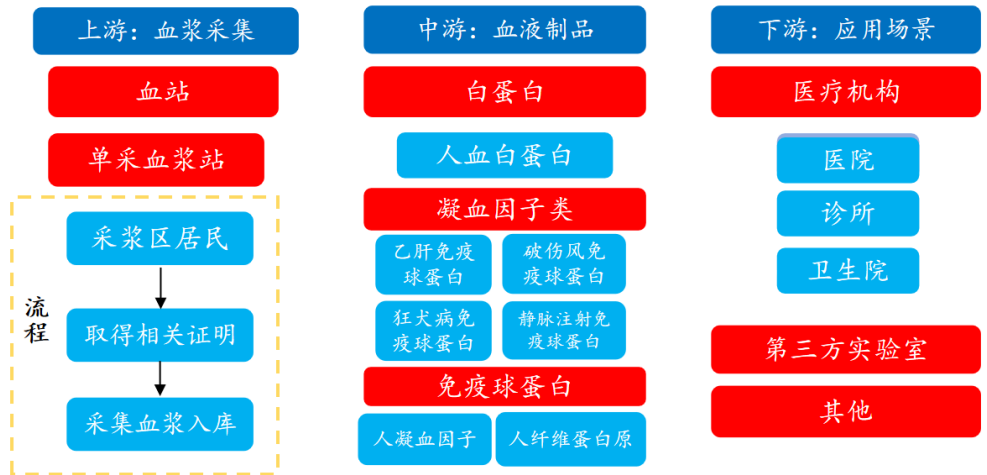 上游：血浆采集
血站
单采血浆站
流程
采浆区居民
取得相关证明
采集血浆入库
中游：血液制品
白蛋白
人血白蛋白
凝血因子类
乙肝免疫
球蛋白
破伤风免
疫球蛋白
狂犬病免
疫球蛋白
静脉注射免
疫球蛋白
免疫球蛋白
人凝血因子
人纤维蛋白原
下游：应用场景
医疗机构
医院
诊所
卫生院
第三方实验室
其他